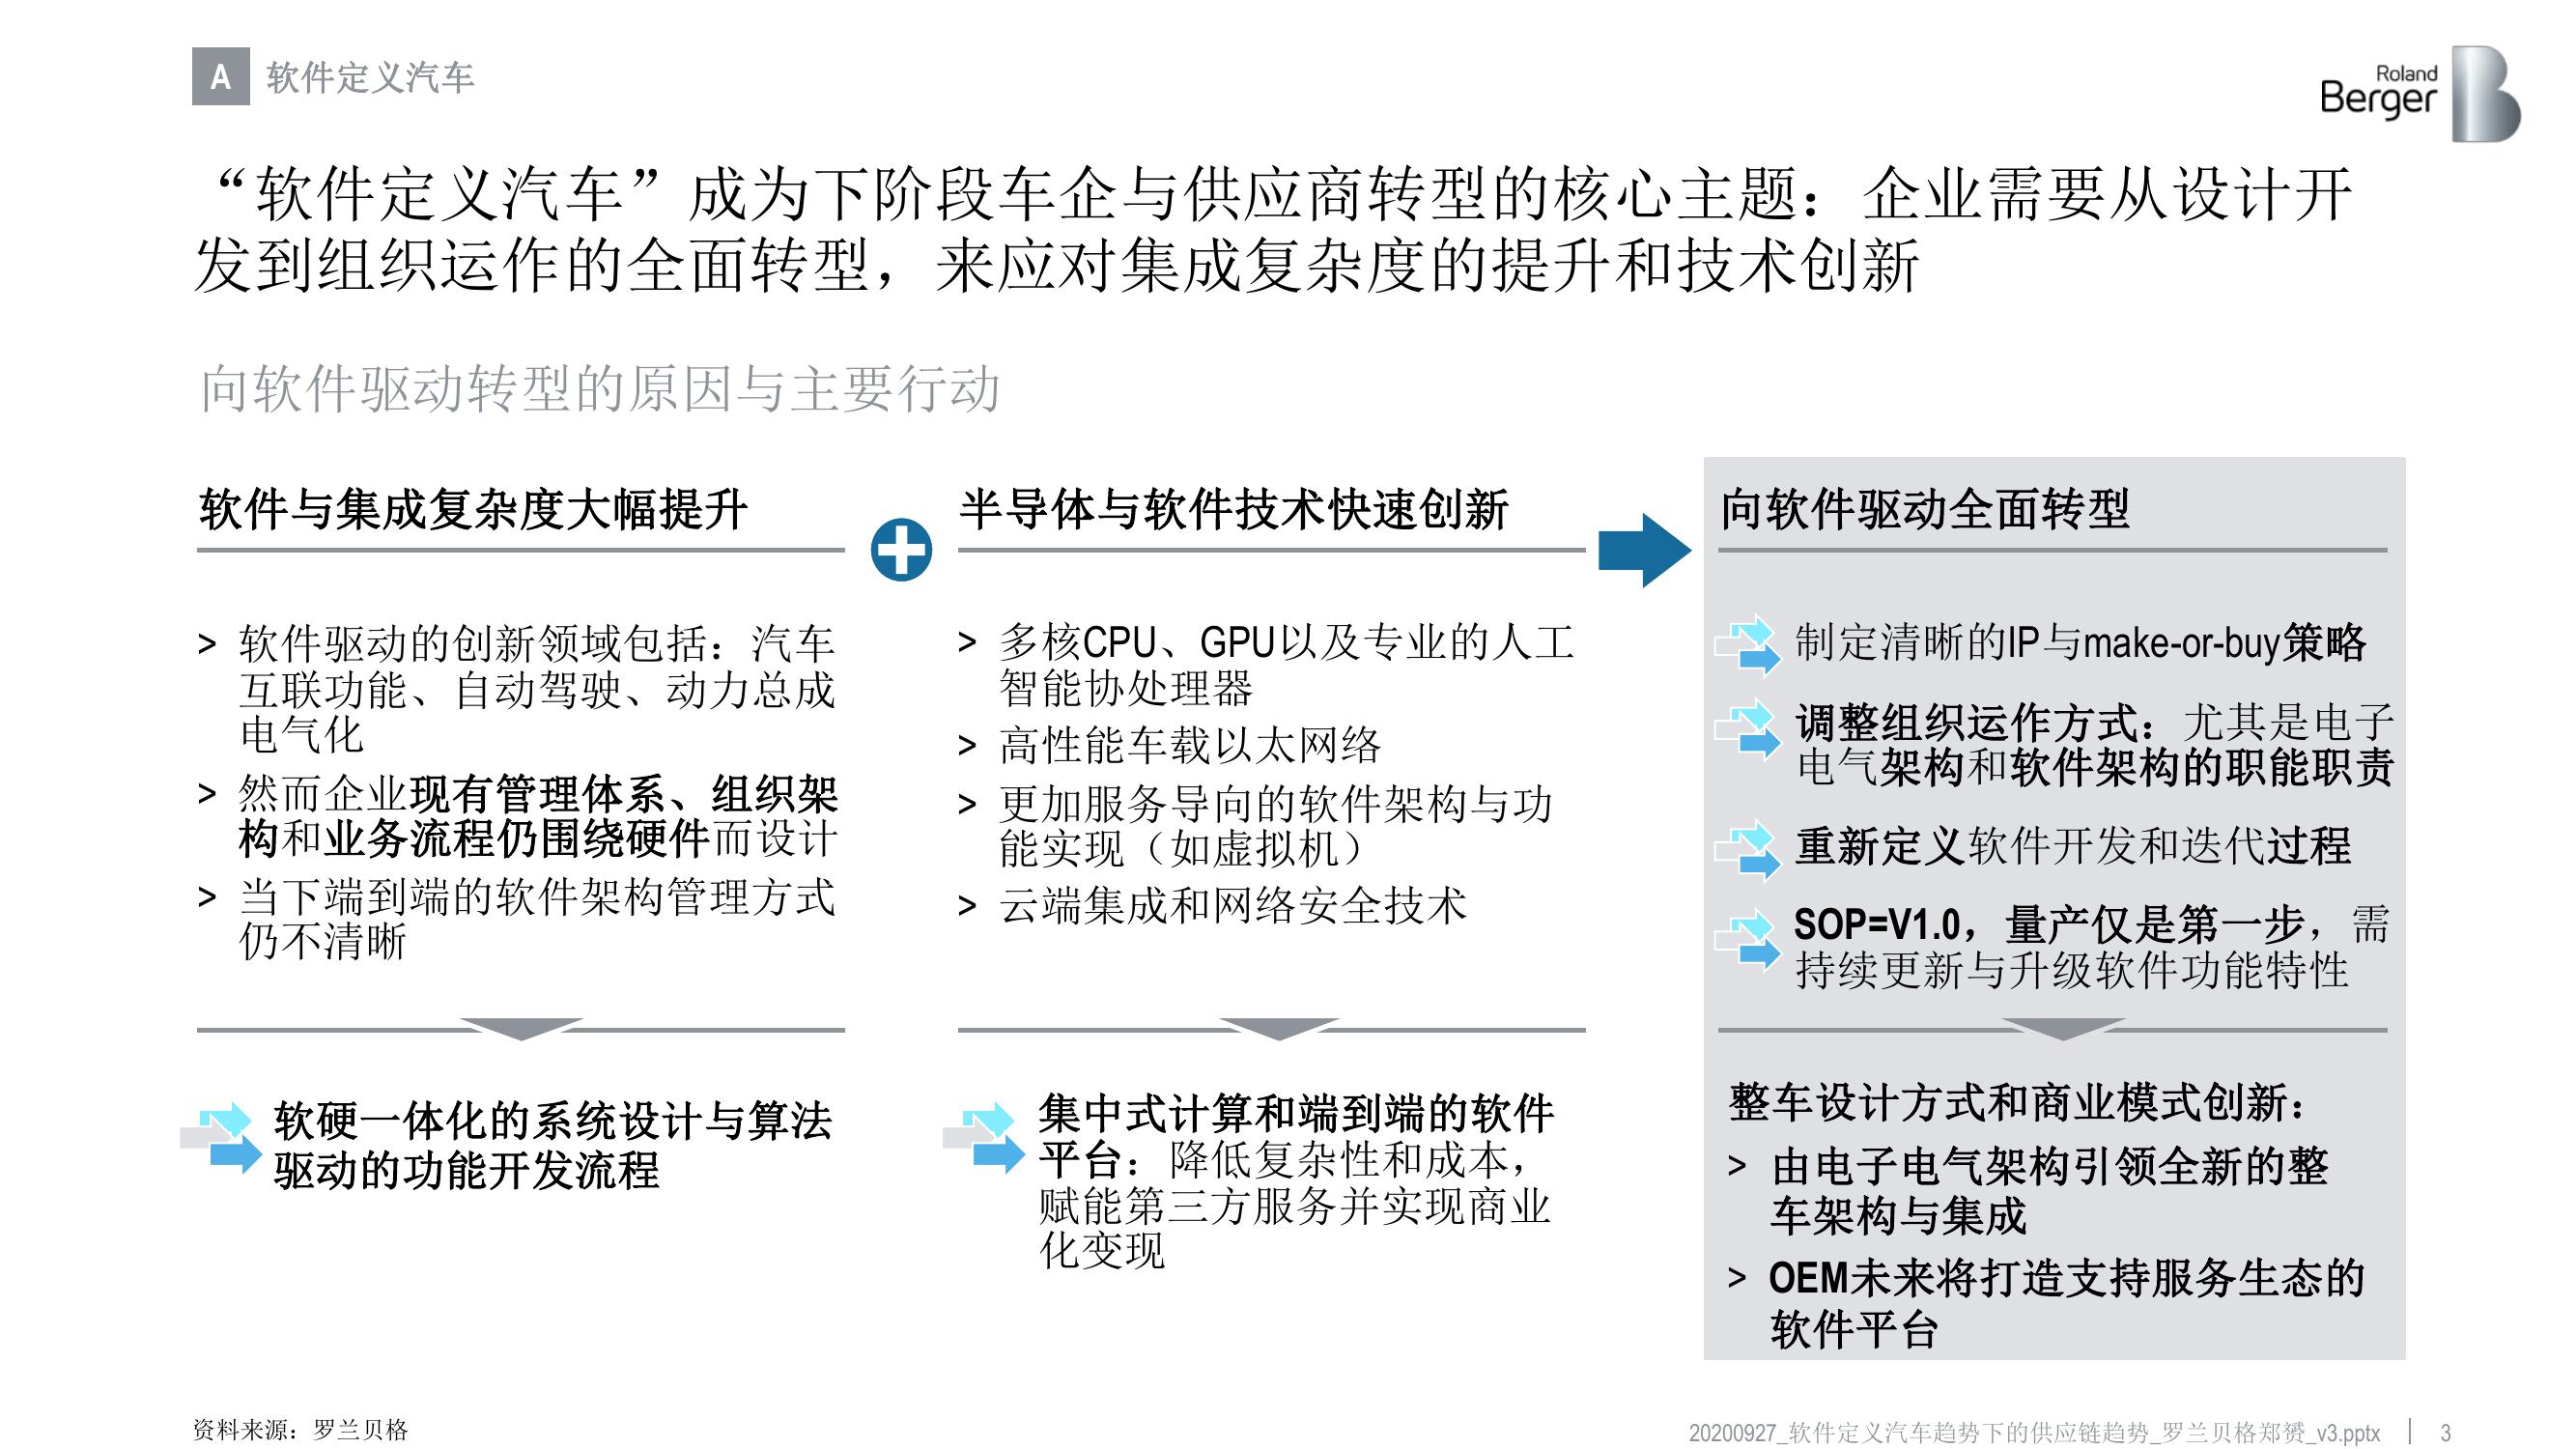 A 软件定义汽车
Roland
Berger
“软件定义汽车”成为下阶段车企与供应商转型的核心主题：企业需要从设计开
发到组织运作的全面转型，来应对集成复杂度的提升和技术创新
向软件驱动转型的原因与主要行动
软件与集成复杂度大幅提升
> 软件驱动的创新领域包括：汽车
互联功能、自动驾驶、动力总成
电气化
> 然而企业现有管理体系、组织架
构和业务流程仍围绕硬件而设计
> 当下端到端的软件架构管理方式
仍不清晰
软硬一体化的系统设计与算法
驱动的功能开发流程
半导体与软件技术快速创新
> 多核CPU、GPU以及专业的人工
智能协处理器
> 高性能车载以太网络
> 更加服务导向的软件架构与功
能实现（如虚拟机）
> 云端集成和网络安全技术
集中式计算和端到端的软件
平台：降低复杂性和成本，
赋能第三方服务并实现商业
化变现
向软件驱动全面转型
制定清晰的IP与make-or-buy策略
调整组织运作方式：尤其是电子
电气架构和软件架构的职能职责
重新定义软件开发和迭代过程
SOP=V1.0，量产仅是第一步，需
持续更新与升级软件功能特性
整车设计方式和商业模式创新：
> 由电子电气架构引领全新的整
车架构与集成
> OEM未来将打造支持服务生态的
软件平台
资料来源：罗兰贝格
20200927_软件定义汽车趋势下的供应链趋势_罗兰贝格郑赟_v3.pptx 3